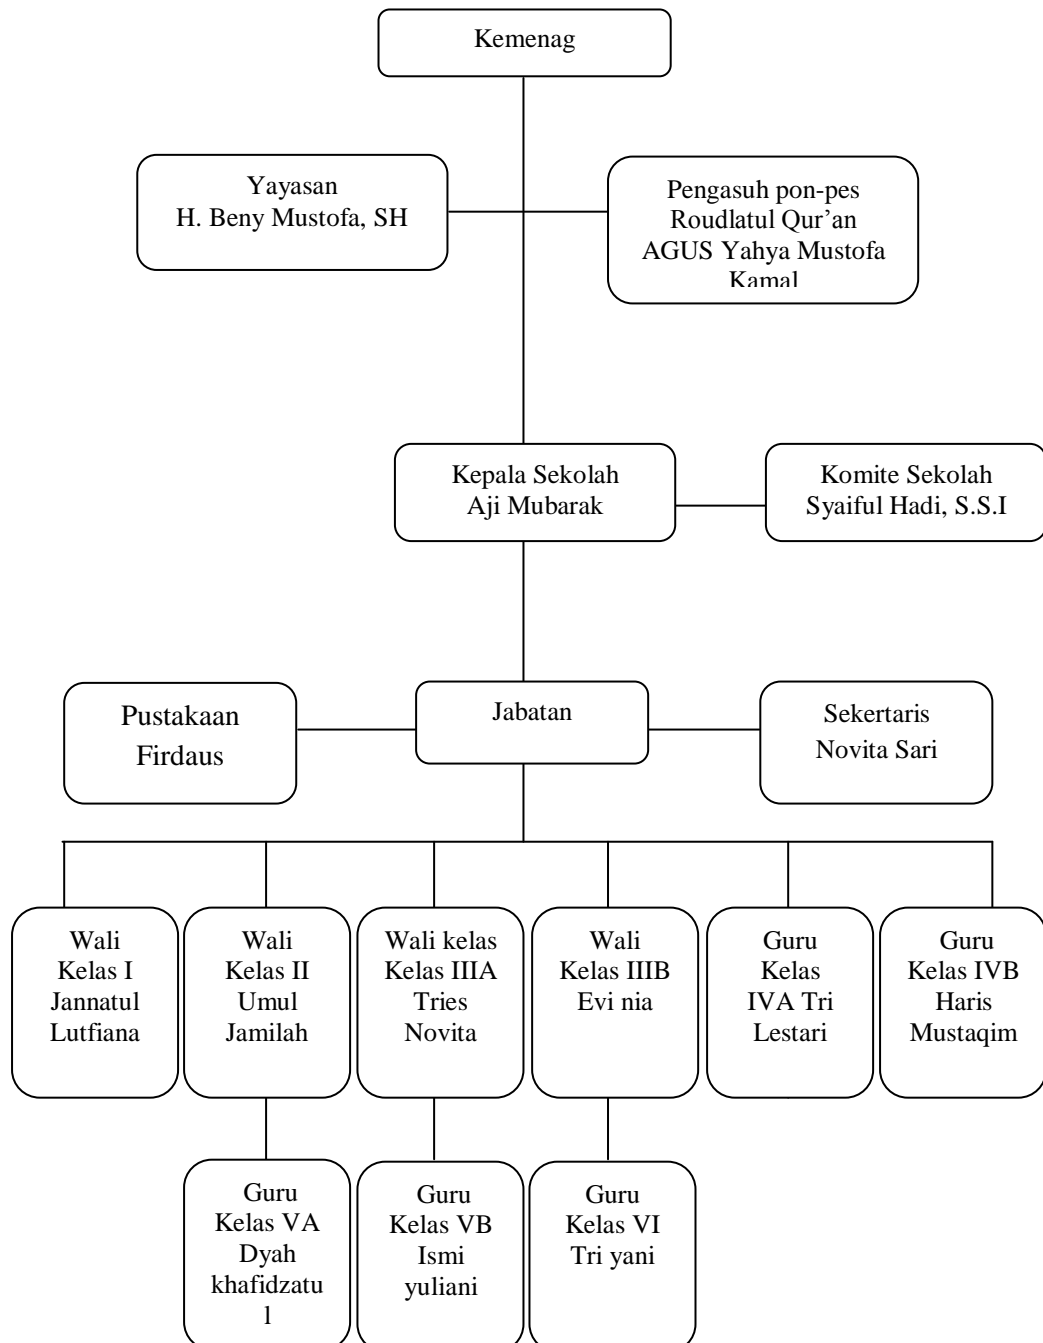 Kemenag
Yayasan
H. Beny Mustofa, SH
Pengasuh pon-pes
Roudlatul Qur’an
AGUS Yahya Mustofa
Kamal
Kepala Sekolah
Aji Mubarak
Komite Sekolah
Syaiful Hadi, S.S.I
Pustakaan
Firdaus
Jabatan
Sekertaris
Novita Sari
Wali
Kelas I
Jannatul
Lutfiana
Wali
Kelas II
Umul
Jamilah
Wali kelas
Kelas IIIA
Tries
Novita
Wali
Kelas IIIB
Evi nia
Guru
Kelas
IVA Tri
Lestari
Guru
Kelas IVB
Haris
Mustaqim
Guru
Kelas VA
Dyah
khafidzatu
l
Guru
Kelas VB
Ismi
yuliani
Guru
Kelas VI
Tri yani